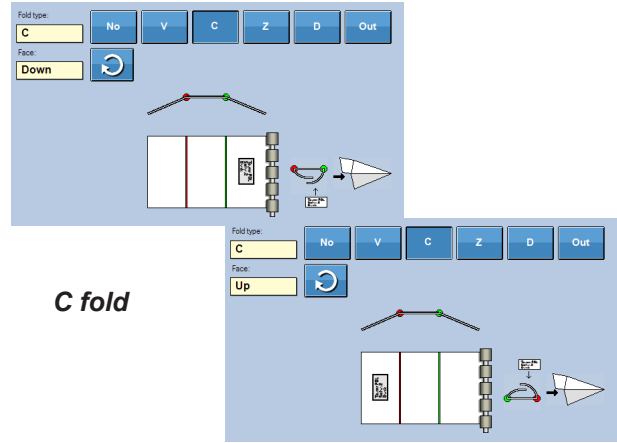 Fold type:
C
No V C Z D Out
Face:
Down
Fold type:
C
No V C Z D Out
Face:
Up
C fold